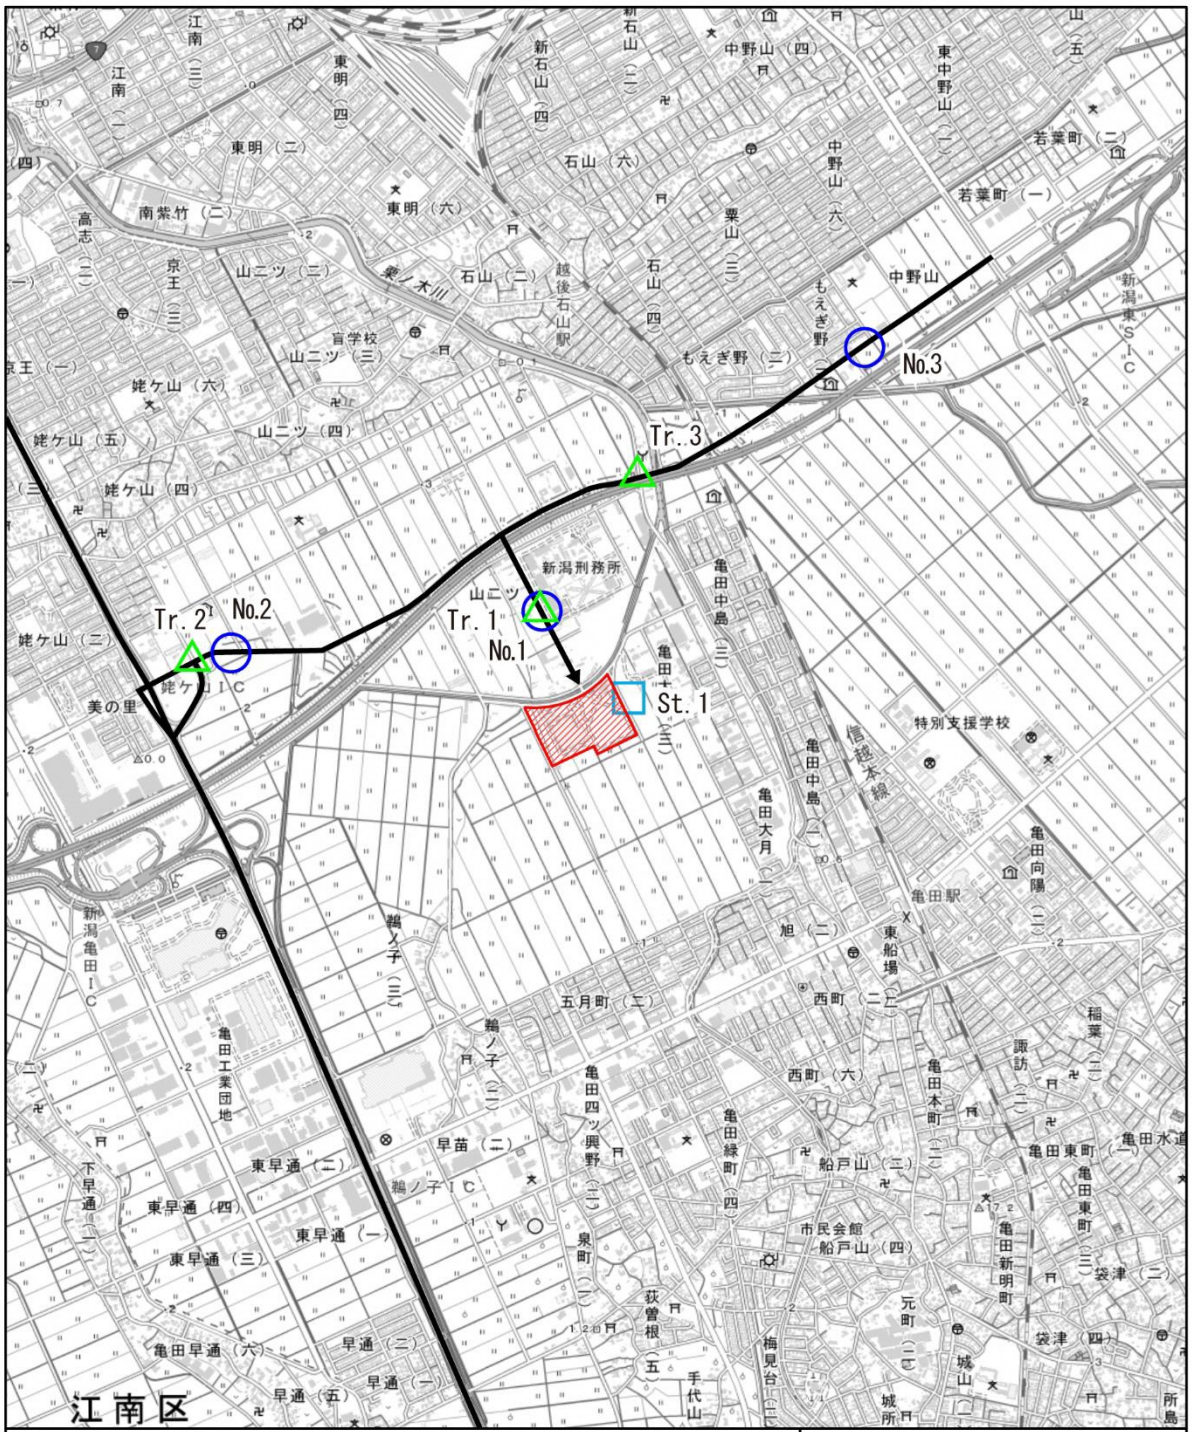 江南(三)
江南(一)
7
東明(四)
新石山(四)
新石山(二)
中野山(四)
東中野山(一)
山(五)
東明(二)
東明(六)
石山(六)
中野山(六)
若葉町(二)
若葉町(一)
(四)
南紫竹(二)
高志(二)
京王(三)
山二ツ(二)
栗ノ木川
石山(二)
越後石山駅
石山(四)
粟山(三)
もえぎ野(二)
中野山
新潟東SIC
盲学校
山二ツ(三)
京王(一)
姥ケ山(六)
姥ケ山(五)
姥ケ山(四)
山二ツ(四)
No.3
Tr.3
新潟刑務所
山二ツ
Tr.1
No.1
亀田中島(三)
Tr.2
No.2
姥ケ山(二)
姥ケ山IC
美の里
St.1
△0.0
信越本線
特別支援学校
亀田中島(一)
亀田大月(一)
亀田向陽(二)
亀田駅
新潟亀田IC
鵜ノ子(三)
旭(二)
東船場(二)
五月町(二)
西町(二)
亀田工業団地
鵜ノ子(二)
亀田四ッ興野(二)
西町(六)
諏訪(二)
稲葉(二)
亀田本町(二)
早苗(二)
亀田緑町(四)
船戸山(二)
亀田東町(一)
亀田水道
下早通(一)
東早通(二)
鵜ノ子IC
東早通(四)
東早通(一)
東早通(三)
泉町(一)
市民会館
船戸山(四)
△17.2
亀田新明町
亀田東町(三)
袋津(二)
荻曽根(五)
元町(二)
袋津(四)
亀田早通(六)
早通(二)
早通(一)
早通(五)
梅見台(二)
手代山
城山(一)
城所
所島
江南区